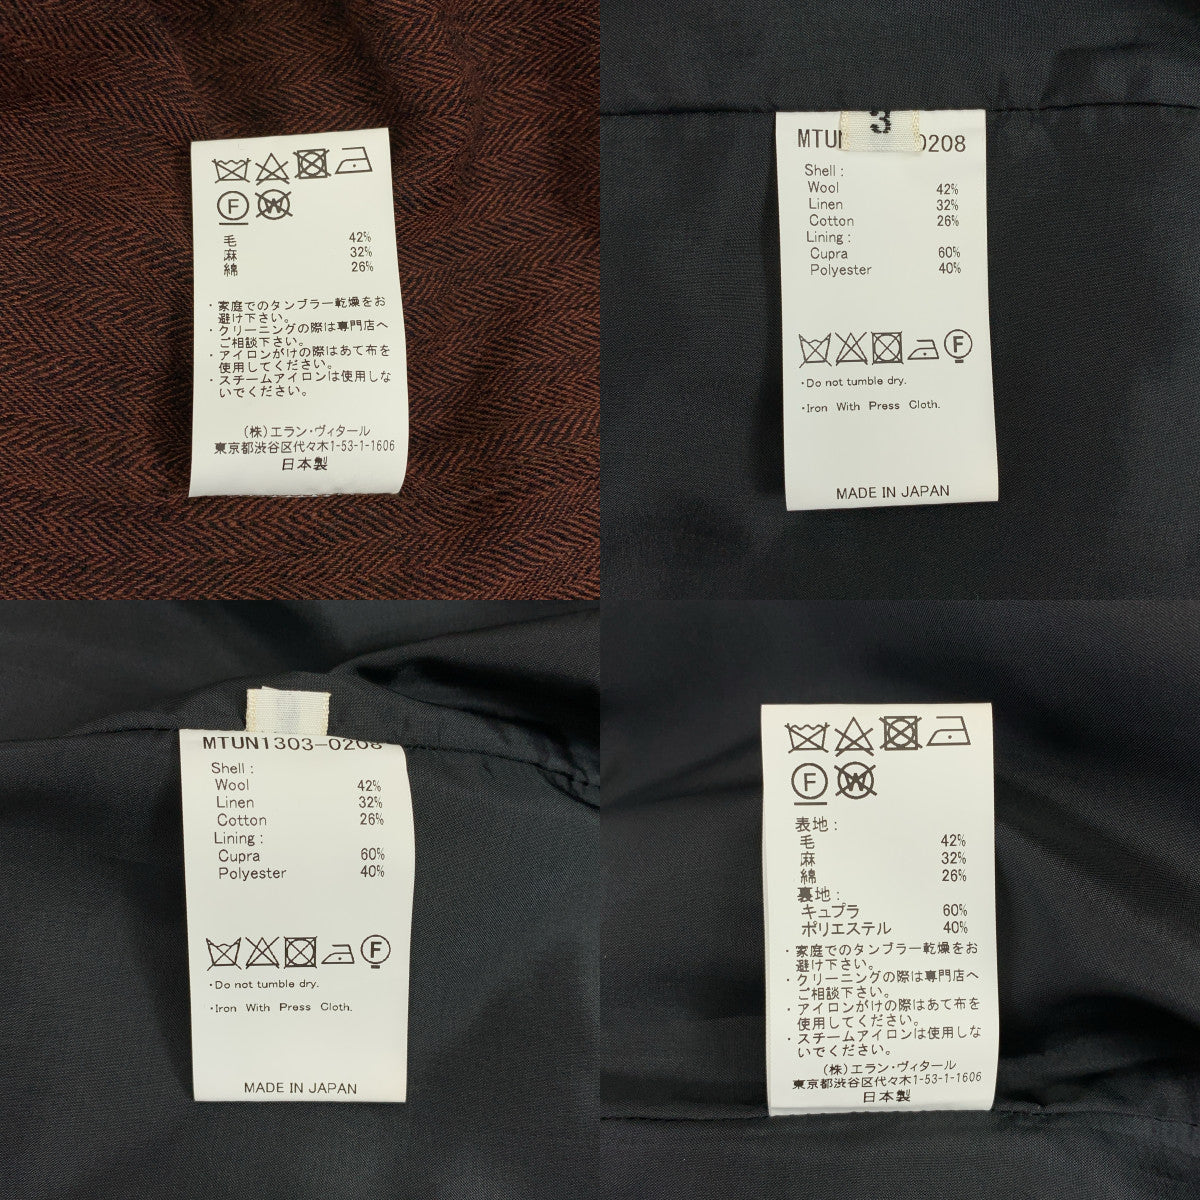 F
W
毛 42%
麻 32%
綿 26%
・家庭でのタンブラー乾燥をお
避け下さい。
・クリーニングの際は専門店へ
ご相談下さい。
・アイロンがけの際はあて布を
使用してください。
・スチームアイロンは使用しな
いでください。
(株)エラン・ヴィタール
東京都渋谷区代々木1-53-1-1606
日本製
3
0208
Shell :
Wool 42%
Linen 32%
Cotton 26%
Lining :
Cupra 60%
Polyester 40%
F
・Do not tumble dry.
・Iron With Press Cloth.
MADE IN JAPAN
MTUN1303-0208
Shell :
Wool 42%
Linen 32%
Cotton 26%
Lining :
Cupra 60%
Polyester 40%
F
・Do not tumble dry.
・Iron With Press Cloth.
MADE IN JAPAN
F
W
表地 :
毛 42%
麻 32%
綿 26%
裏地 :
キュプラ 60%
ポリエステル 40%
・家庭でのタンブラー乾燥をお
避け下さい。
・クリーニングの際は専門店へ
ご相談下さい。
・アイロンがけの際はあて布を
使用してください。
・スチームアイロンは使用しな
いでください。
(株)エラン・ヴィタール
東京都渋谷区代々木1-53-1-1606
日本製